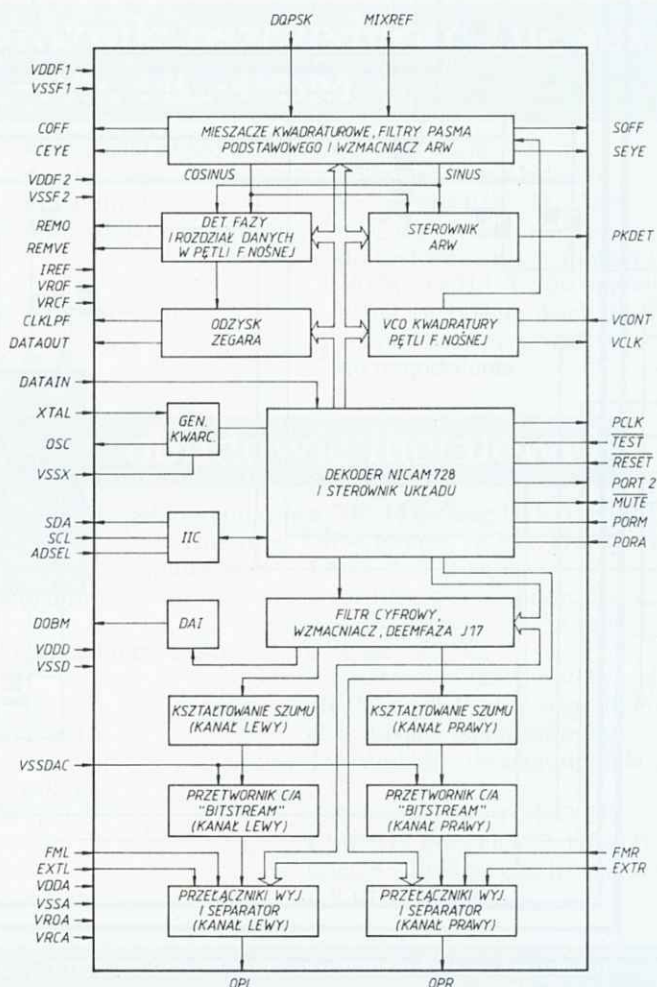 DQPSK MIXREF
VDDF1
VSSF1
COFF
CEYE
MIESZACZE KWADRATUROWE, FILTRY PASMA
PODSTAWOWEGO I WZMACNIACZ ARW
SOFF
SEYE
VDDF2
VSSF2
COSINUS SINUS
REMO
REMVE
DET. FAZY
I ROZDZIAŁ DANYCH
W PĘTLI F. NOŚNEJ
STEROWNIK
ARW
PKDET
IREF
VROF
VRCF
CLKLPF
DATAOUT
ODZYSK
ZEGARA
VCO KWADRATURY
PĘTLI F. NOŚNEJ
VCONT
VCLK
DATAIN
XTAL
OSC
VSSX
GEN.
KWARC.
DEKODER NICAM 728
I STEROWNIK UKŁADU
PCLK
TEST
RESET
PORT 2
MUTE
PORM
PORA
SDA
SCL
ADSEL
IIC
DOBM
VDDD
VSSD
DAI
FILTR CYFROWY,
WZMACNIACZ, DEEMFAZA J17
KSZTAŁTOWANIE SZUMU
(KANAŁ LEWY)
KSZTAŁTOWANIE SZUMU
(KANAŁ PRAWY)
VSSDAC
PRZETWORNIK C/A
"BITSTREAM"
(KANAŁ LEWY)
PRZETWORNIK C/A
"BITSTREAM"
(KANAŁ PRAWY)
FML
EXTL
VDDA
VSSA
VROA
VRCA
PRZEŁĄCZNIKI WYJ.
I SEPARATOR
(KANAŁ LEWY)
PRZEŁĄCZNIKI WYJ.
I SEPARATOR
(KANAŁ PRAWY)
FMR
EXTR
OPL OPR